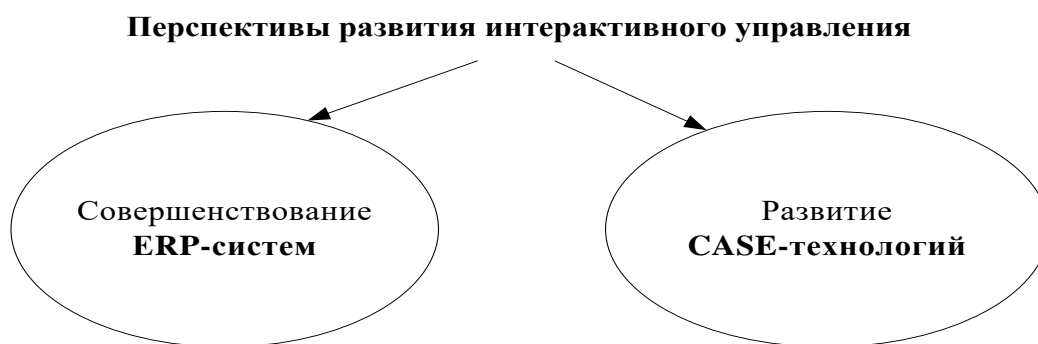 Перспективы развития интерактивного управления
Совершенствование
ERP-систем
Развитие
CASE-технологий